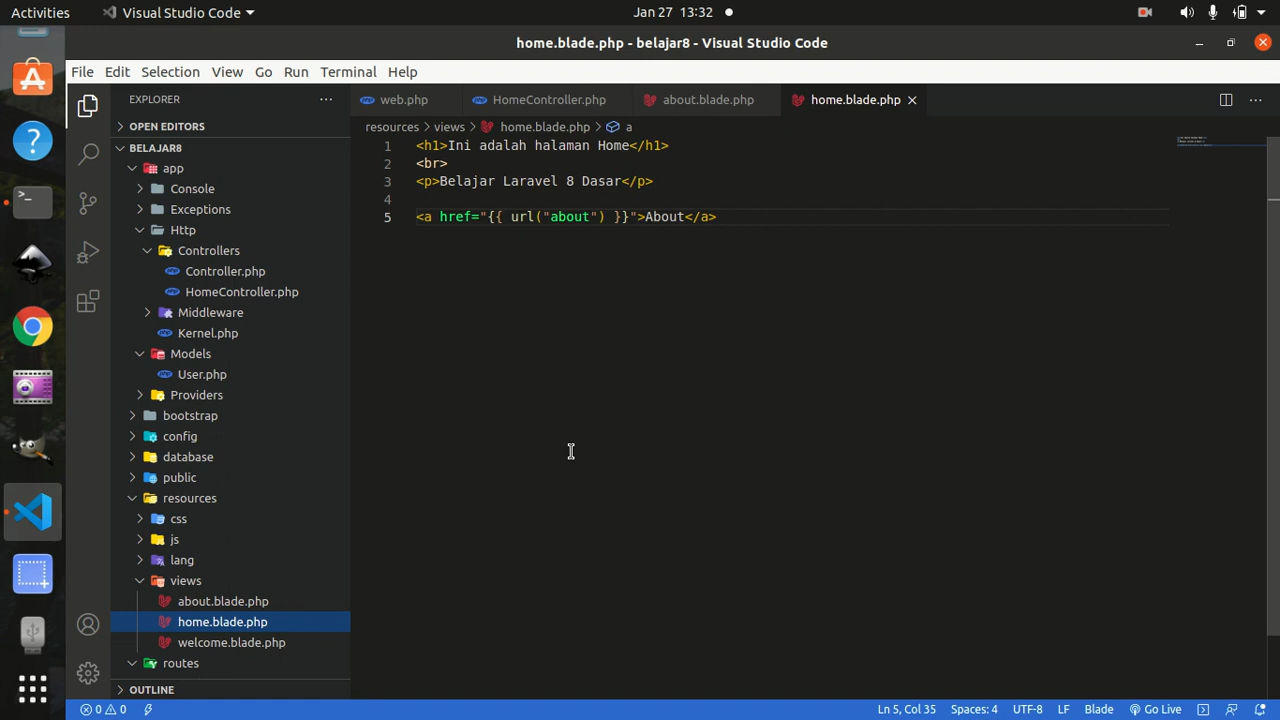 Activities
Visual Studio Code
Jan 27 13:32
home.blade.php - belajar8 - Visual Studio Code
File Edit Selection View Go Run Terminal Help
EXPLORER
OPEN EDITORS
BELAJAR8
app
Console
Exceptions
Http
Controllers
Controller.php
HomeController.php
Middleware
Kernel.php
Models
User.php
Providers
bootstrap
config
database
public
resources
css
js
lang
views
about.blade.php
home.blade.php
welcome.blade.php
routes
OUTLINE
web.php HomeController.php about.blade.php home.blade.php
resources > views > home.blade.php > a
1 <h1>Ini adalah halaman Home</h1>
2 <br>
3 <p>Belajar Laravel 8 Dasar</p>
4
5 <a href="{{ url("about") }}">About</a>
0 0 Ln 5, Col 35 Spaces: 4 UTF-8 LF Blade Go Live